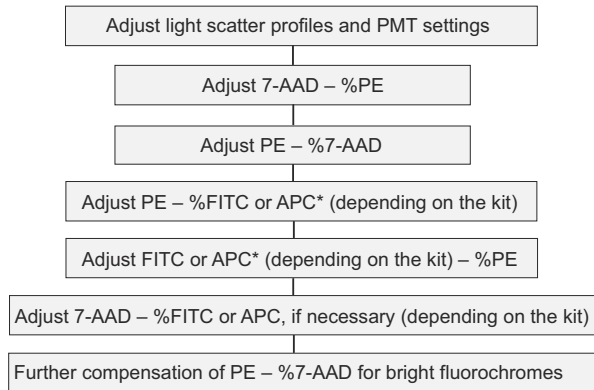 Adjust light scatter profiles and PMT settings
Adjust 7-AAD – %PE
Adjust PE – %7-AAD
Adjust PE – %FITC or APC* (depending on the kit)
Adjust FITC or APC* (depending on the kit) – %PE
Adjust 7-AAD – %FITC or APC, if necessary (depending on the kit)
Further compensation of PE – %7-AAD for bright fluorochromes